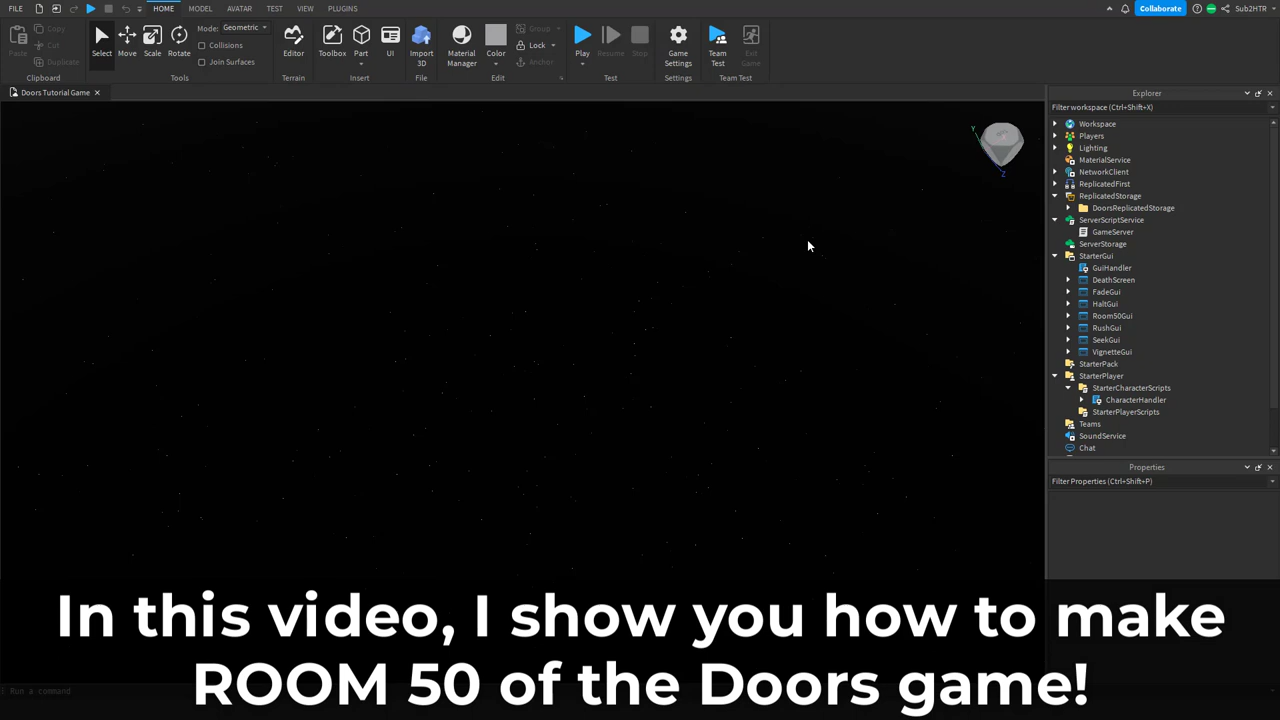 FILE HOME MODEL AVATAR TEST VIEW PLUGINS Collaborate Sub2HTR
Paste Copy Cut Duplicate Select Move Scale Rotate Mode: Geometric Collisions Join Surfaces Editor Toolbox Part UI Import 3D Material Manager Color Group Lock Anchor Play Resume Stop Game Settings Team Test Exit Game
Clipboard Tools Terrain Insert File Edit Test Settings Team Test
Doors Tutorial Game
Explorer
Filter workspace (Ctrl+Shift+X)
Workspace
Players
Lighting
MaterialService
NetworkClient
ReplicatedFirst
ReplicatedStorage
DoorsReplicatedStorage
ServerScriptService
GameServer
ServerStorage
StarterGui
GuiHandler
DeathScreen
FadeGui
HaltGui
Room50Gui
RushGui
SeekGui
VignetteGui
StarterPack
StarterPlayer
StarterCharacterScripts
CharacterHandler
StarterPlayerScripts
Teams
SoundService
Chat
Properties
Filter Properties (Ctrl+Shift+P)
Y
Z
In this video, I show you how to make
ROOM 50 of the Doors game!
Run a command